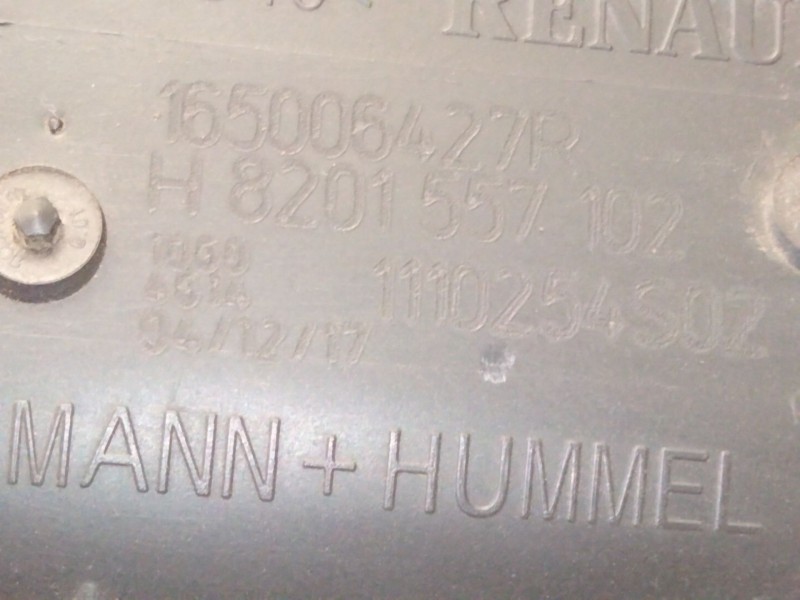 RENAU
165006427R
H 8201 557 102
1110254S02
04/12/17
MANN+HUMMEL